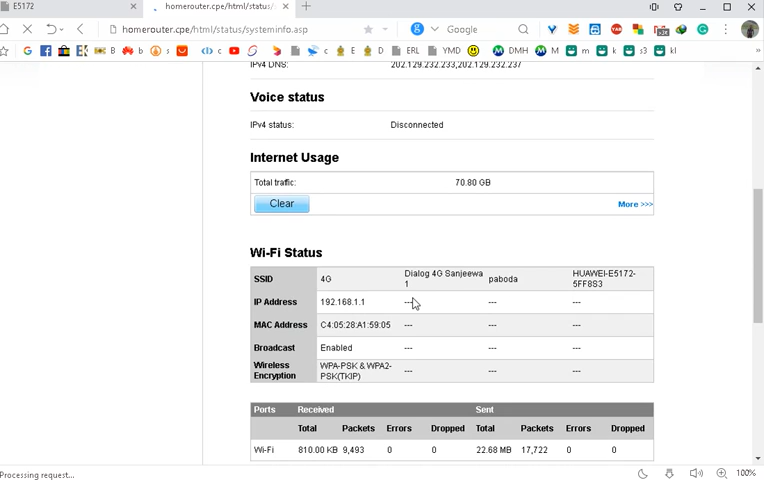 E5172
homerouter.cpe/html/status/
homerouter.cpe/html/status/systeminfo.asp
Google
C
B
b
s
c
E
D
ERL
YMD
DMH
M
m
k
s3
kl
IPv4 DNS: 202.129.232.233,202.129.232.237
Voice status
IPv4 status: Disconnected
Internet Usage
Total traffic: 70.80 GB
Clear
More >>>
Wi-Fi Status
SSID 4G Dialog 4G Sanjeewa 1 paboda HUAWEI-E5172-5FF8S3
IP Address 192.168.1.1 --- --- ---
MAC Address C4:05:28:A1:59:05 --- --- ---
Broadcast Enabled --- --- ---
Wireless Encryption WPA-PSK & WPA2-PSK(TKIP) --- --- ---
Ports Received Sent
Total Packets Errors Dropped Total Packets Errors Dropped
Wi-Fi 810.00 KB 9,493 0 0 22.68 MB 17,722 0 0
Processing request...
100%